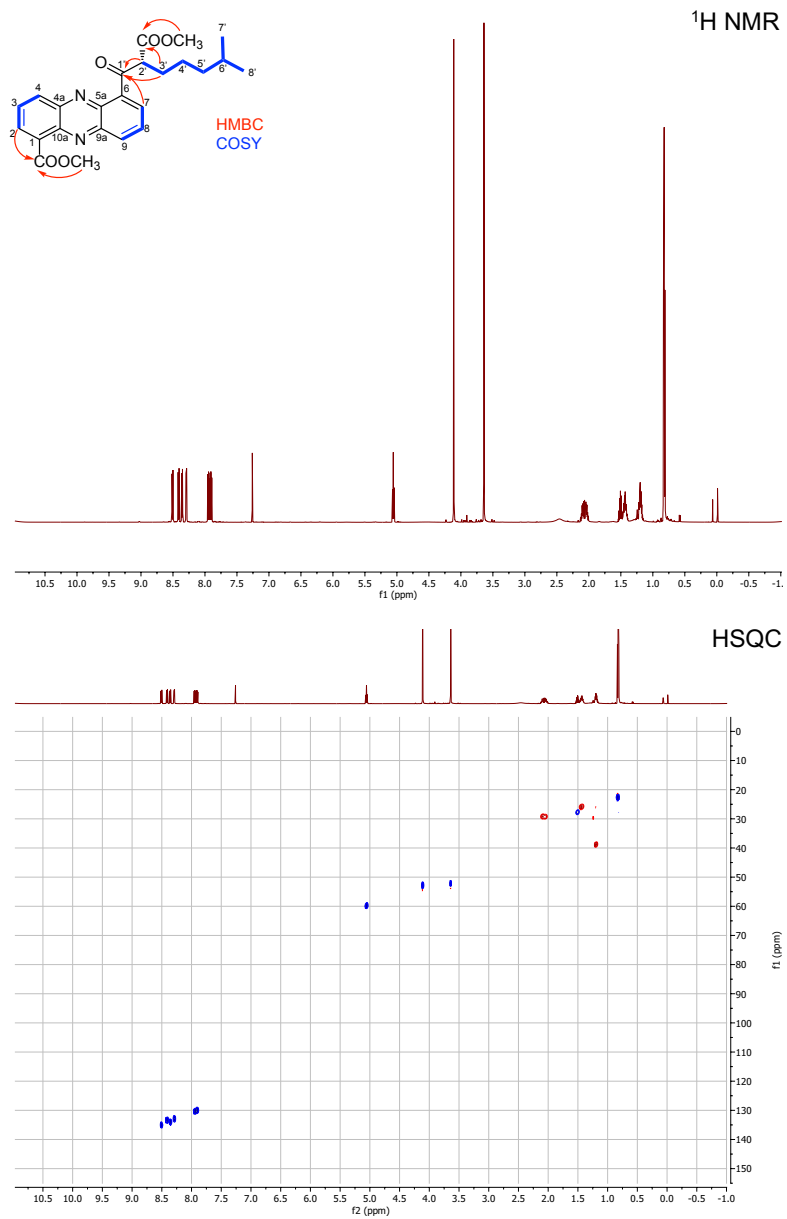 ¹H NMR
COOCH3
7'
O
1'
2'
3'
4'
5'
6'
8'
4
6
3
4a
N
5a
7
2
10a
N
9a
8
1
9
COOCH3
HMBC
COSY
10.5 10.0 9.5 9.0 8.5 8.0 7.5 7.0 6.5 6.0 5.5 5.0 4.5 4.0 3.5 3.0 2.5 2.0 1.5 1.0 0.5 0.0 -0.5 -1.
f1 (ppm)
HSQC
0
10
20
30
40
50
60
70
80
90
100
110
120
130
140
150
f1 (ppm)
10.5 10.0 9.5 9.0 8.5 8.0 7.5 7.0 6.5 6.0 5.5 5.0 4.5 4.0 3.5 3.0 2.5 2.0 1.5 1.0 0.5 0.0 -0.5 -1.0
f2 (ppm)